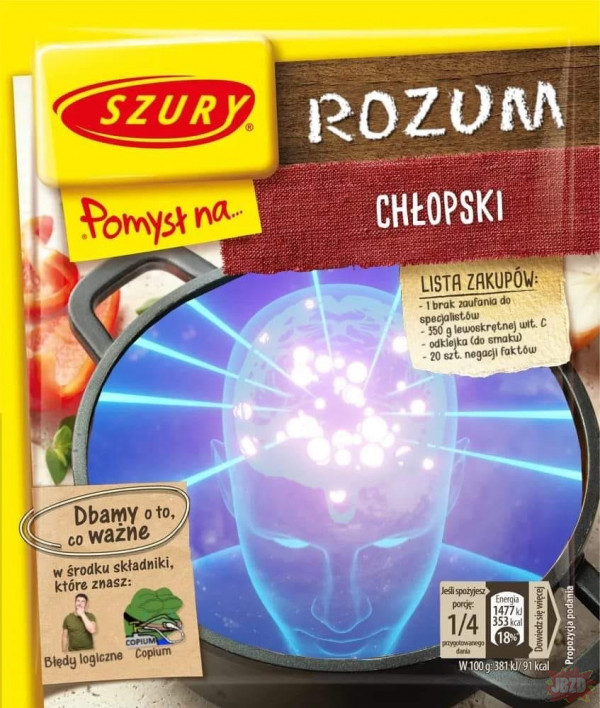 SZURY®
ROZUM
Pomysł na...
CHŁOPSKI
LISTA ZAKUPÓW:
- 1 brak zaufania do
specjalistów
- 350 g lewoskrętnej wit. C
- odklejka (do smaku)
- 20 szt. negacji faktów
Dbamy o to,
co ważne
w środku składniki,
które znasz:
COPIUM
Błędy logiczne
Copium
Jeśli spożyjesz
porcję:
1/4
przygotowanego
dania
Energia
1477 kJ
353 kcal
18%
W 100 g: 381 kJ/ 91 kcal
Dowiedz się więcej
Propozycja podania
JBZD